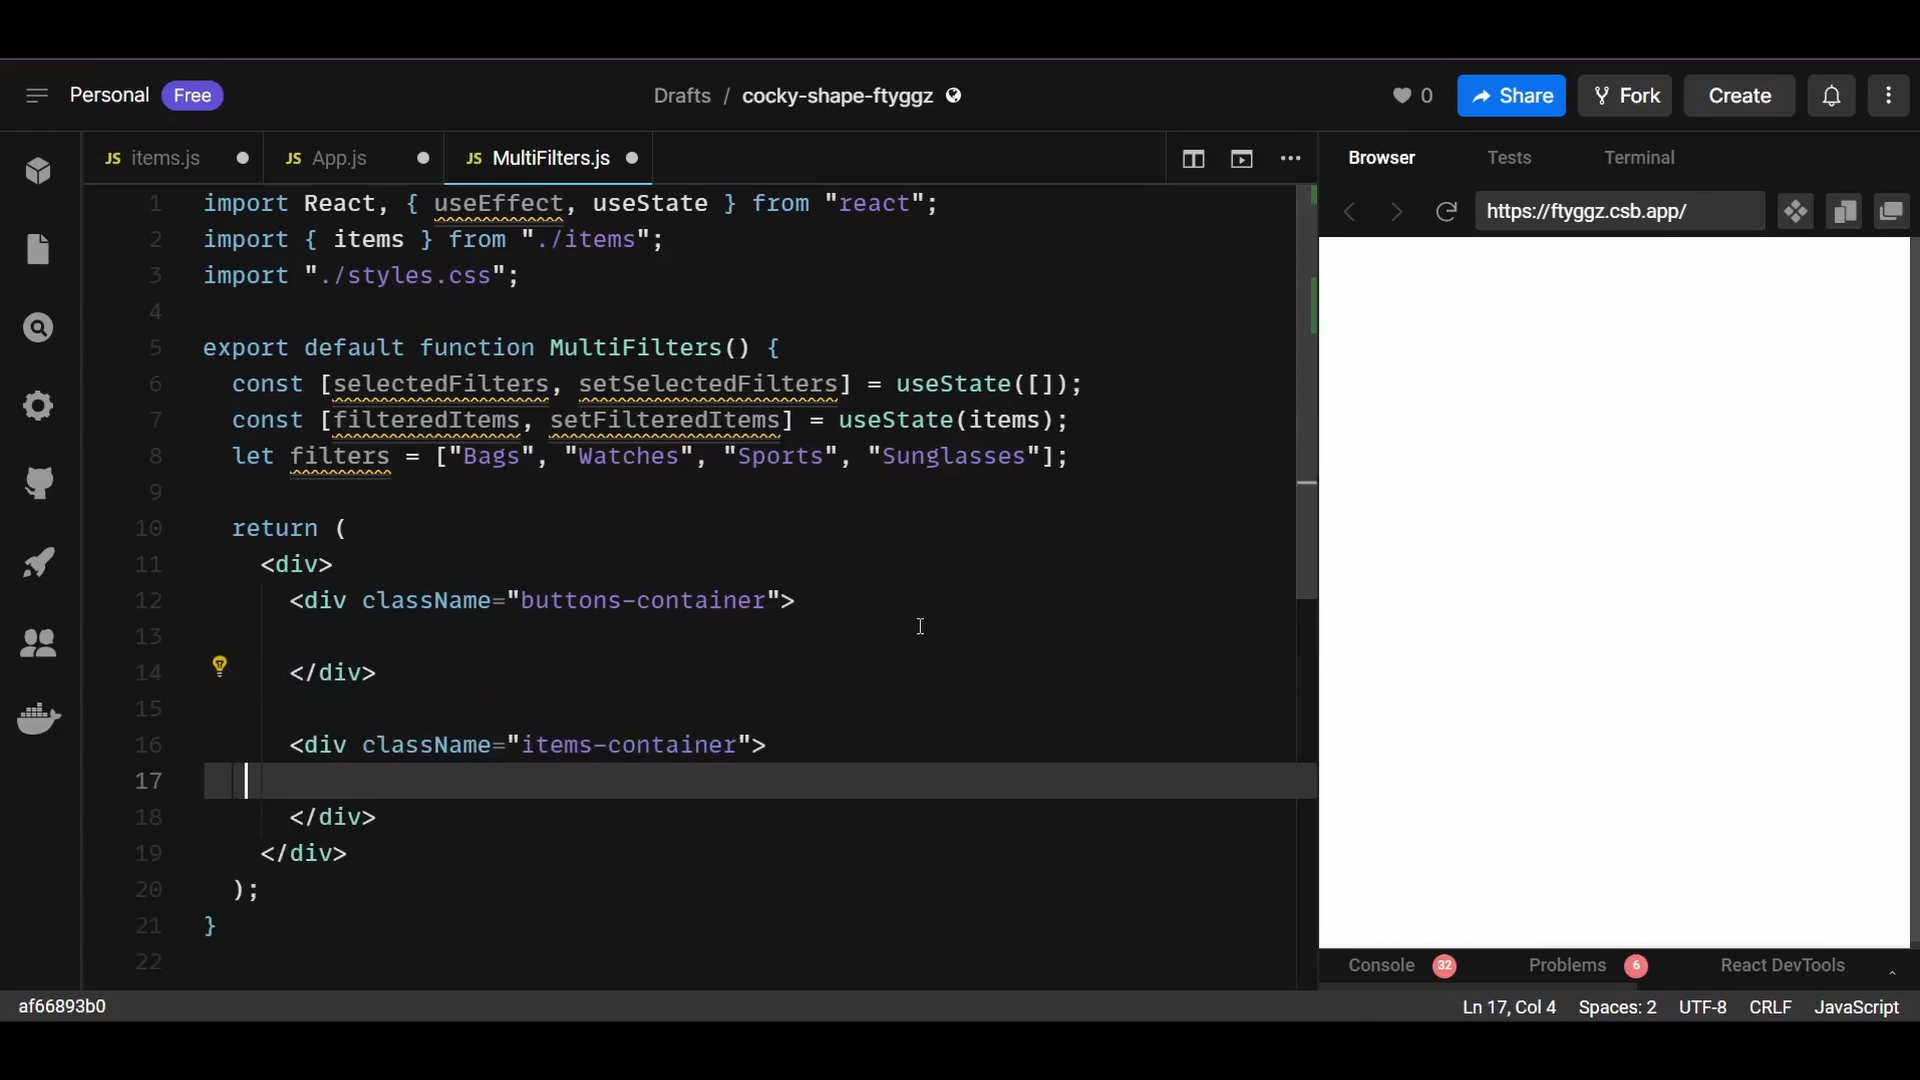 Personal Free Drafts / cocky-shape-ftyggz 0 Share Fork Create
JS items.js JS App.js JS MultiFilters.js Browser Tests Terminal
https://ftyggz.csb.app/
1 import React, { useEffect, useState } from "react";
2 import { items } from "./items";
3 import "./styles.css";
4
5 export default function MultiFilters() {
6 const [selectedFilters, setSelectedFilters] = useState([]);
7 const [filteredItems, setFilteredItems] = useState(items);
8 let filters = ["Bags", "Watches", "Sports", "Sunglasses"];
9
10 return (
11 <div>
12 <div className="buttons-container">
13
14 </div>
15
16 <div className="items-container">
17
18 </div>
19 </div>
20 );
21 }
22
Console 32 Problems 6 React DevTools
af66893b0 Ln 17, Col 4 Spaces: 2 UTF-8 CRLF JavaScript